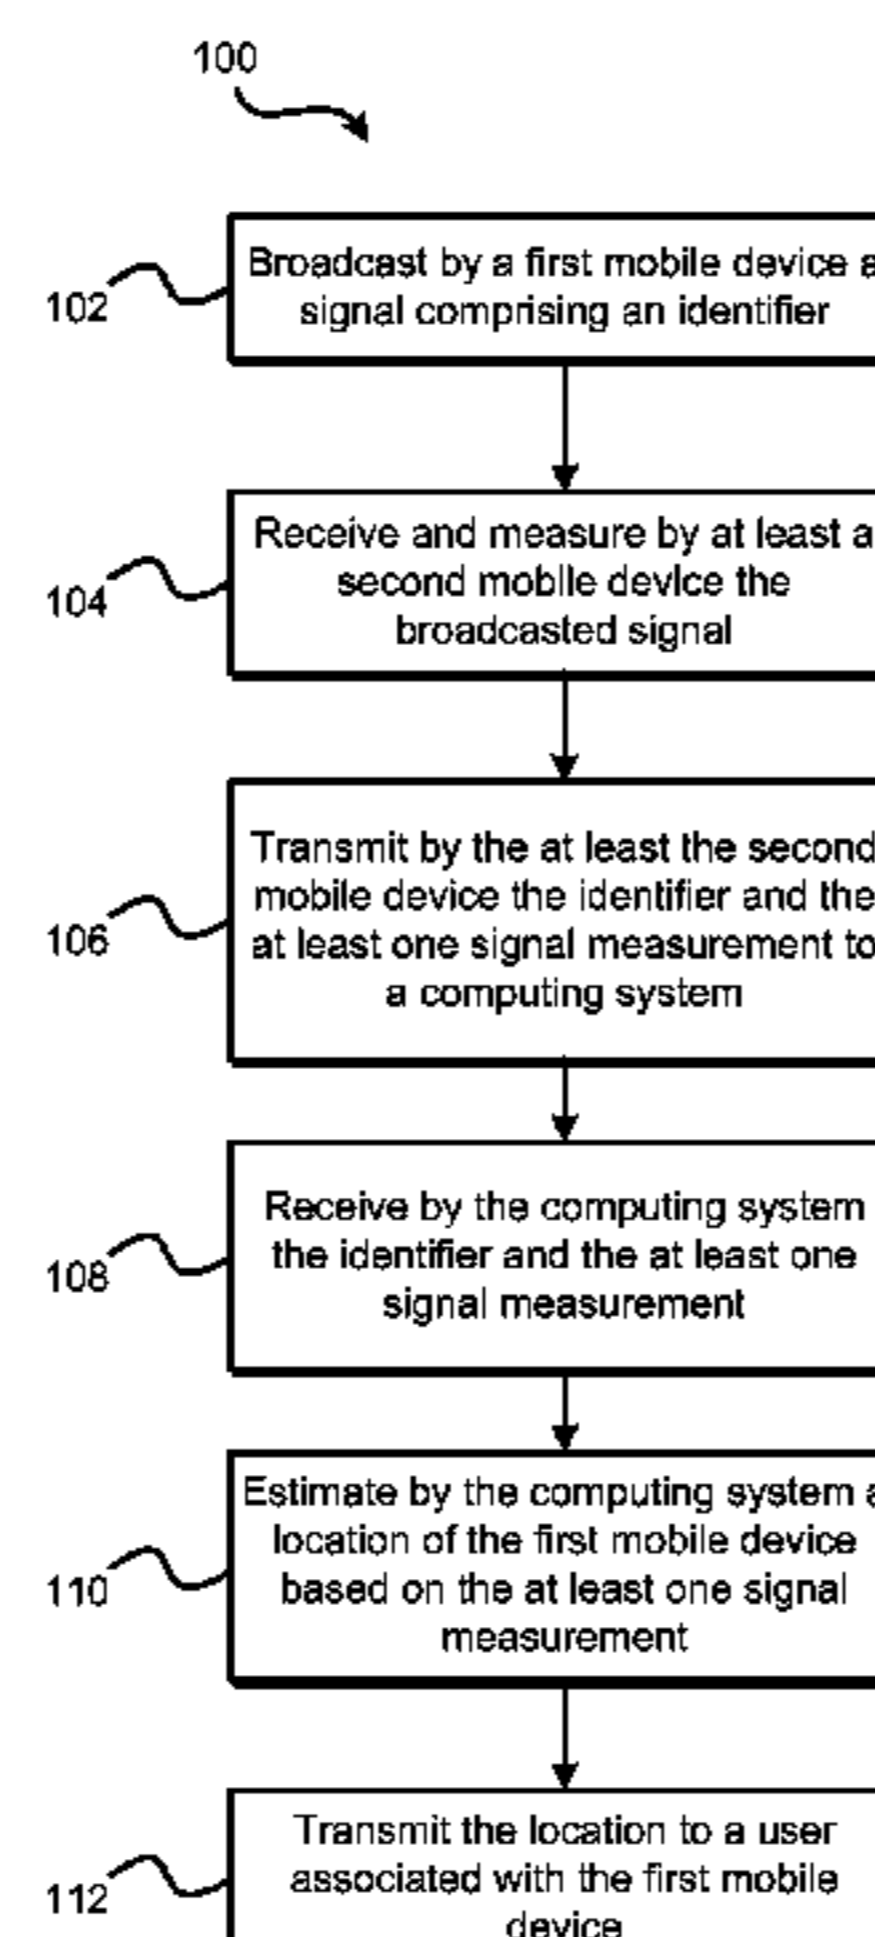 100
102
Broadcast by a first mobile device a
signal comprising an identifier
104
Receive and measure by at least a
second mobile device the
broadcasted signal
106
Transmit by the at least the second
mobile device the identifier and the
at least one signal measurement to
a computing system
108
Receive by the computing system
the identifier and the at least one
signal measurement
110
Estimate by the computing system a
location of the first mobile device
based on the at least one signal
measurement
112
Transmit the location to a user
associated with the first mobile
device